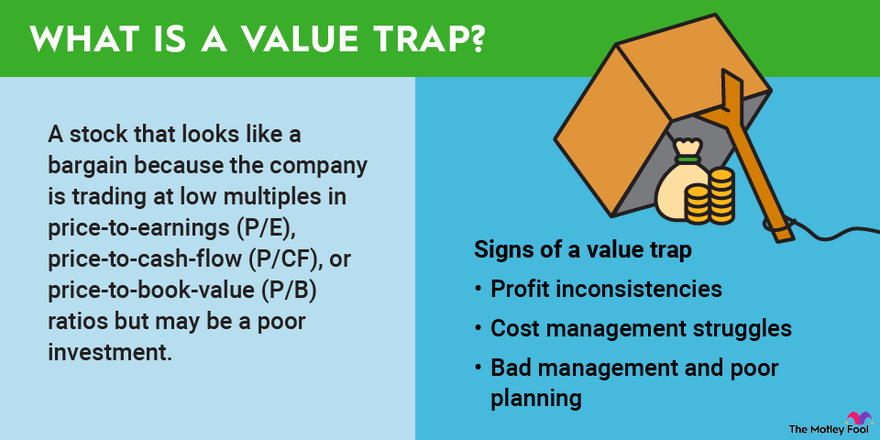 WHAT IS A VALUE TRAP?
A stock that looks like a
bargain because the company
is trading at low multiples in
price-to-earnings (P/E),
price-to-cash-flow (P/CF), or
price-to-book-value (P/B)
ratios but may be a poor
investment.
Signs of a value trap
• Profit inconsistencies
• Cost management struggles
• Bad management and poor
planning
The Motley Fool